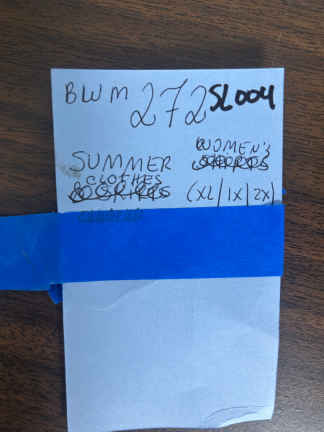 BWM 272 SL004
WOMEN'S
SUMMER
CLOTHES
(XL/1X/2X)